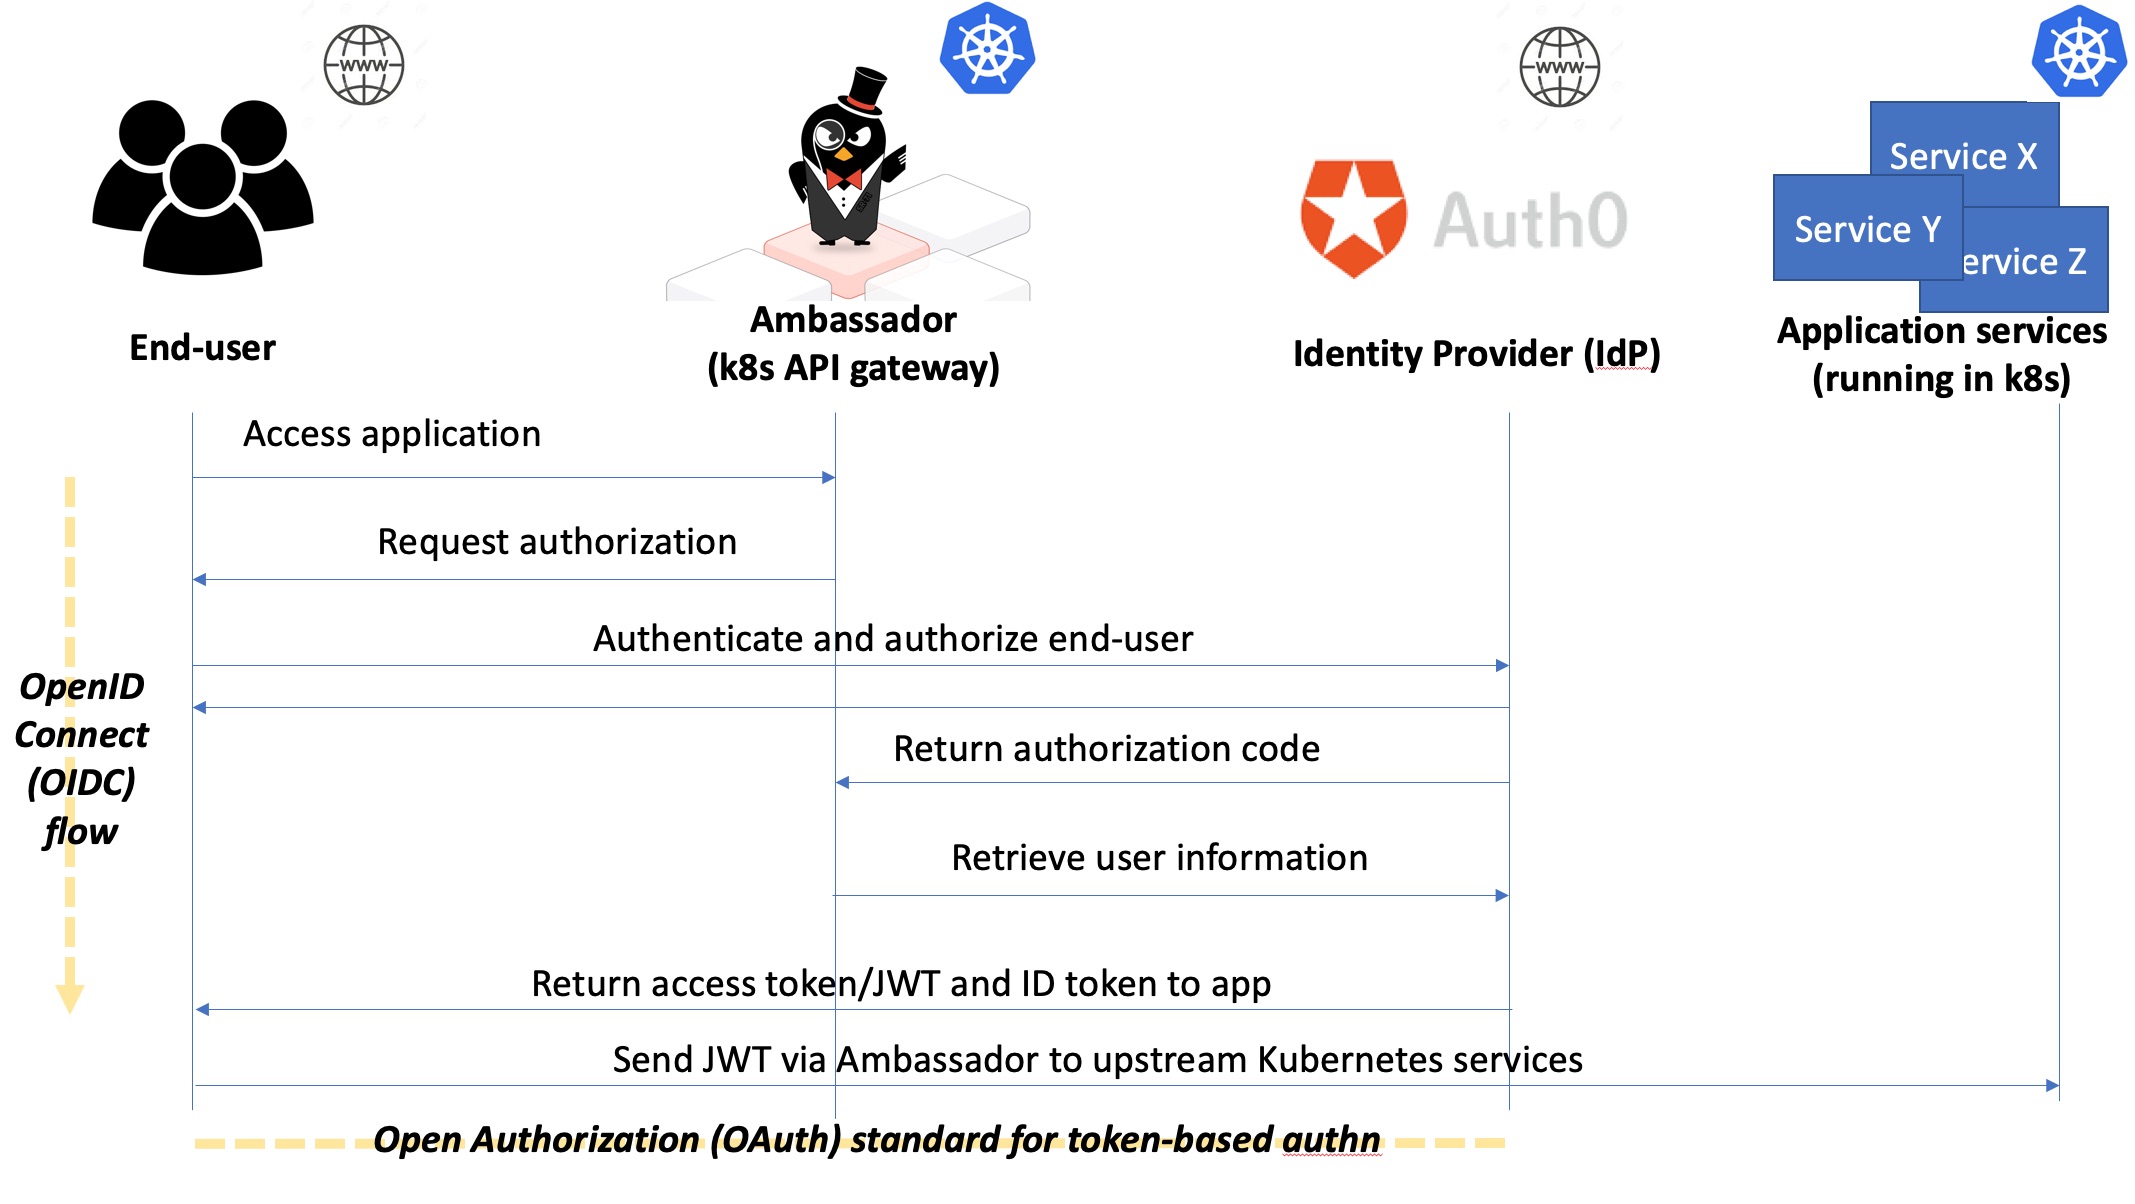 WWW
WWW
Service X
Service Y
ervice Z
Auth0
End-user
Ambassador
(k8s API gateway)
Identity Provider (IdP)
Application services
(running in k8s)
Access application
Request authorization
Authenticate and authorize end-user
OpenID
Connect
(OIDC)
flow
Return authorization code
Retrieve user information
Return access token/JWT and ID token to app
Send JWT via Ambassador to upstream Kubernetes services
Open Authorization (OAuth) standard for token-based authn